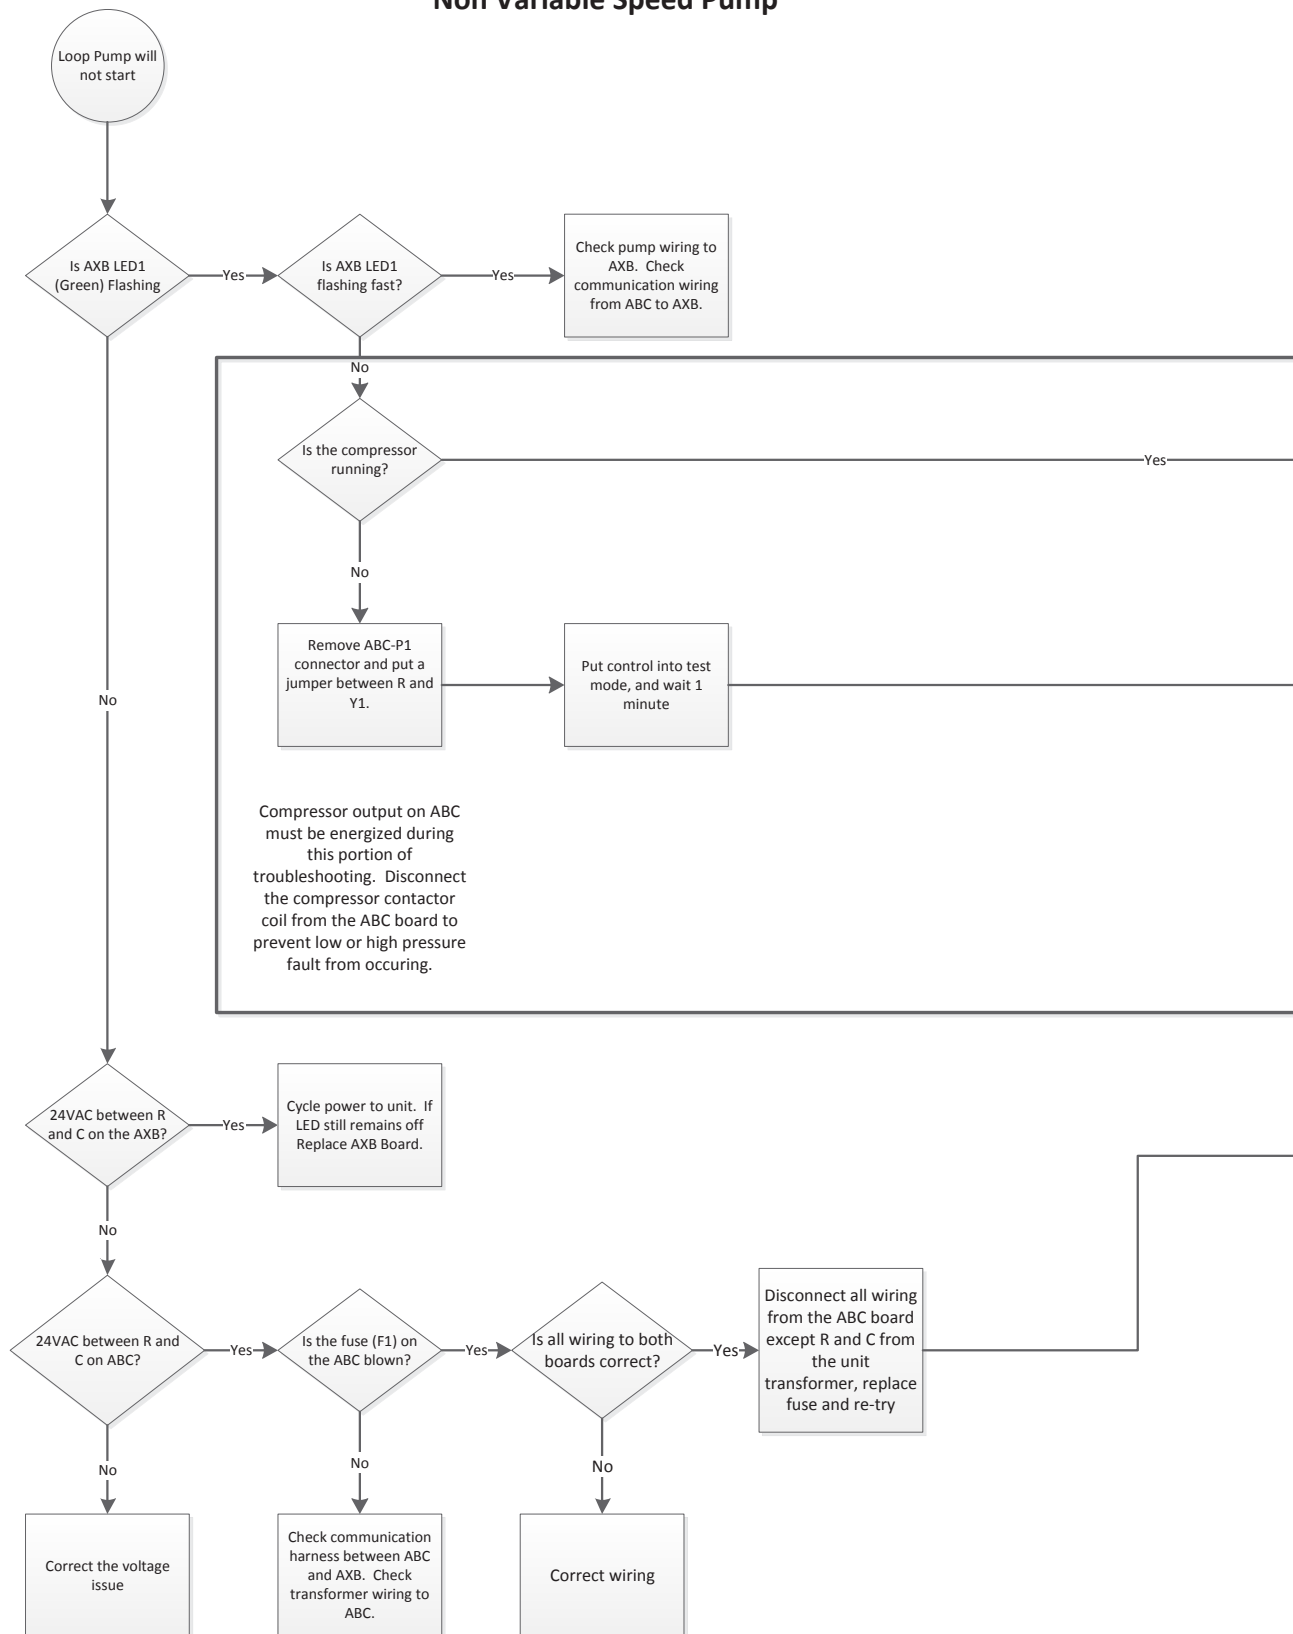 Non Variable Speed Pump
Loop Pump will
not start
Is AXB LED1
(Green) Flashing
Yes
Is AXB LED1
flashing fast?
Yes
Check pump wiring to
AXB. Check
communication wiring
from ABC to AXB.
No
Is the compressor
running?
Yes
No
Remove ABC-P1
connector and put a
jumper between R and
Y1.
Put control into test
mode, and wait 1
minute
No
Compressor output on ABC
must be energized during
this portion of
troubleshooting. Disconnect
the compressor contactor
coil from the ABC board to
prevent low or high pressure
fault from occuring.
24VAC between R
and C on the AXB?
Yes
Cycle power to unit. If
LED still remains off
Replace AXB Board.
No
24VAC between R and
C on ABC?
Yes
Is the fuse (F1) on
the ABC blown?
Yes
Is all wiring to both
boards correct?
Yes
Disconnect all wiring
from the ABC board
except R and C from
the unit
transformer, replace
fuse and re-try
No
No
No
Correct the voltage
issue
Check communication
harness between ABC
and AXB. Check
transformer wiring to
ABC.
Correct wiring